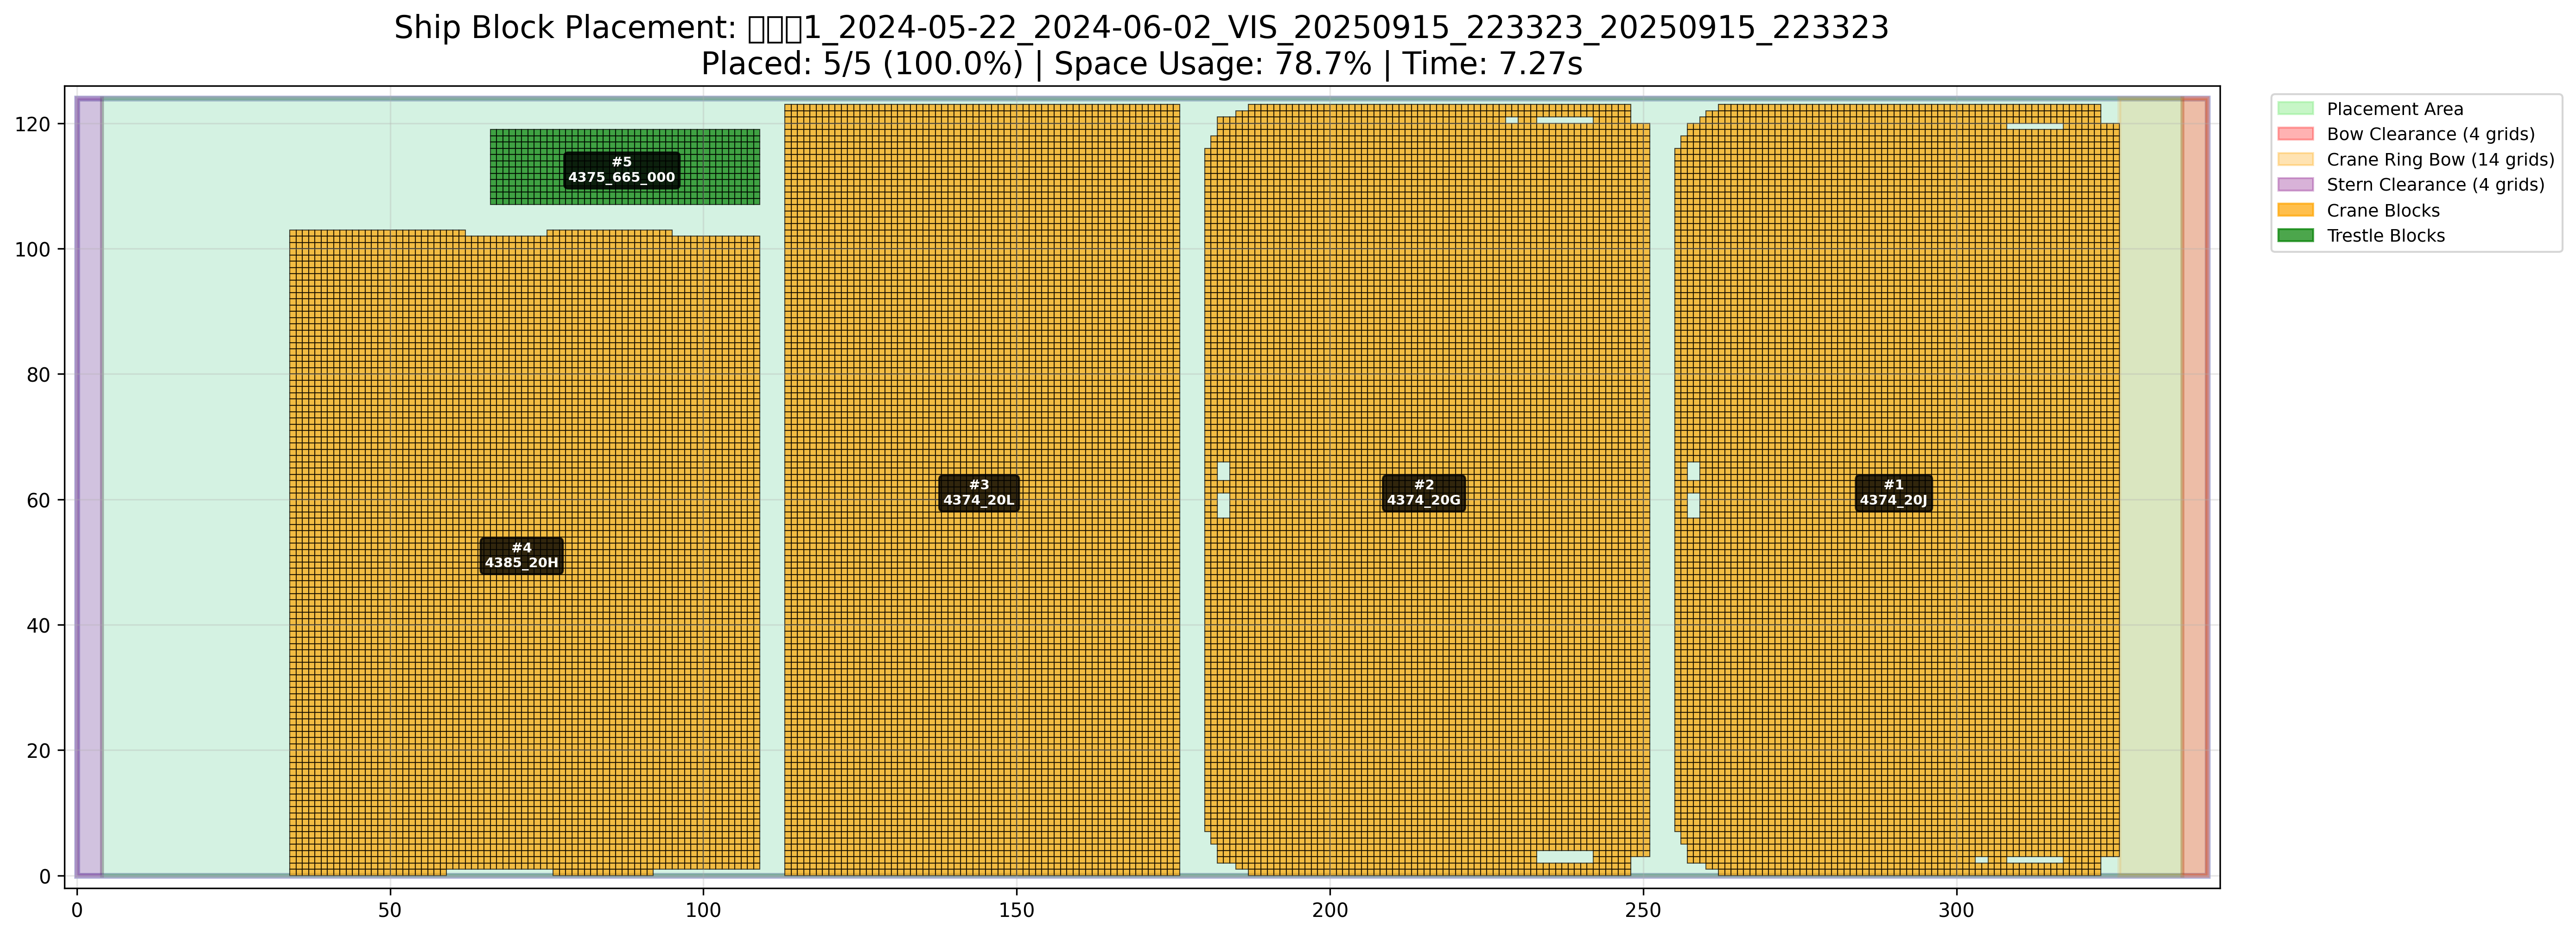 Ship Block Placement: 1_2024-05-22_2024-06-02_VIS_20250915_223323_20250915_223323
Placed: 5/5 (100.0%) | Space Usage: 78.7% | Time: 7.27s
Placement Area
Bow Clearance (4 grids)
Crane Ring Bow (14 grids)
Stern Clearance (4 grids)
Crane Blocks
Trestle Blocks
120
100
80
60
40
20
0
#5
4375_665_000
#4
4385_20H
#3
4374_20L
#2
4374_20G
#1
4374_20J
0
50
100
150
200
250
300